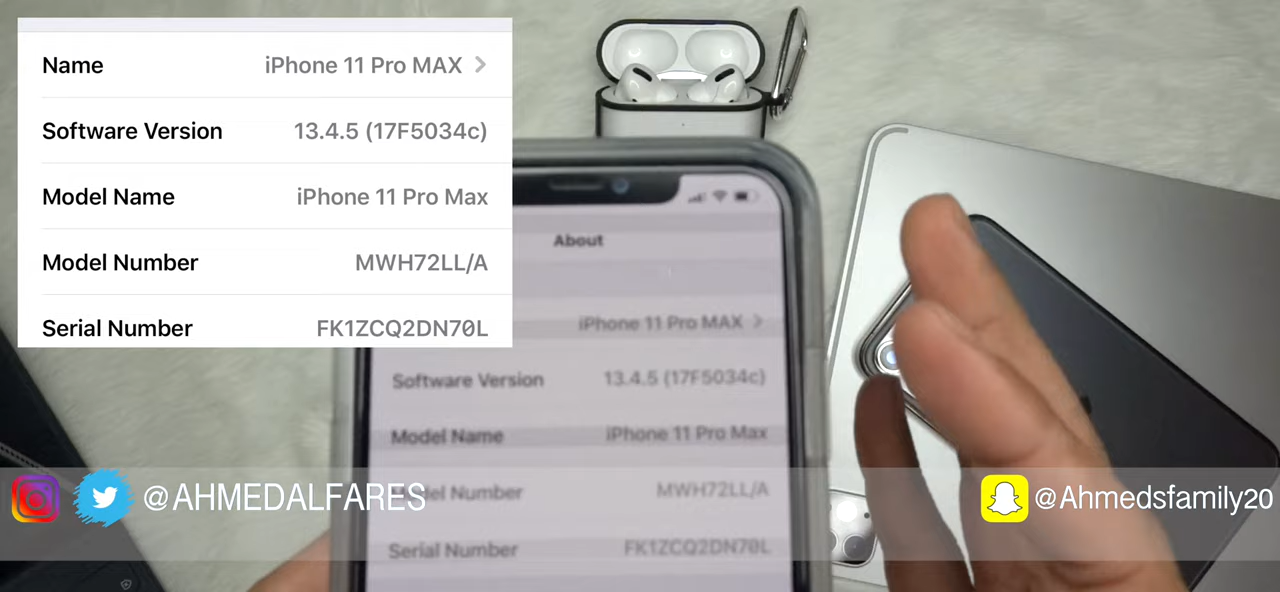 Name iPhone 11 Pro MAX
Software Version 13.4.5 (17F5034c)
Model Name iPhone 11 Pro Max
Model Number MWH72LL/A
Serial Number FK1ZCQ2DN70L
About
iPhone 11 Pro MAX
Software Version 13.4.5 (17F5034c)
Model Name iPhone 11 Pro Max
del Number MWH72LL/A
Serial Number FK1ZCQ2DN70L
@AHMEDALFARES
@Ahmedsfamily20